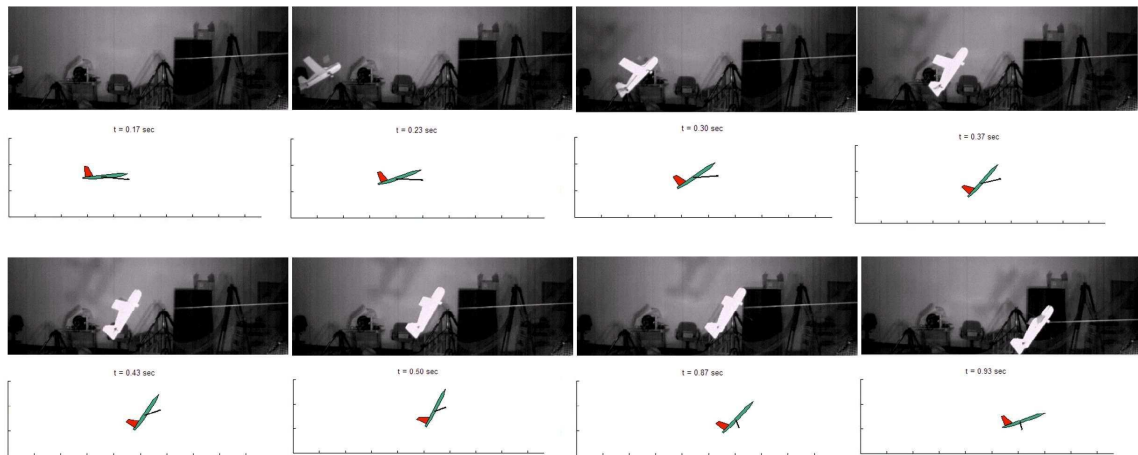 t = 0.17 sec
t = 0.23 sec
t = 0.30 sec
t = 0.37 sec
t = 0.43 sec
t = 0.50 sec
t = 0.87 sec
t = 0.93 sec